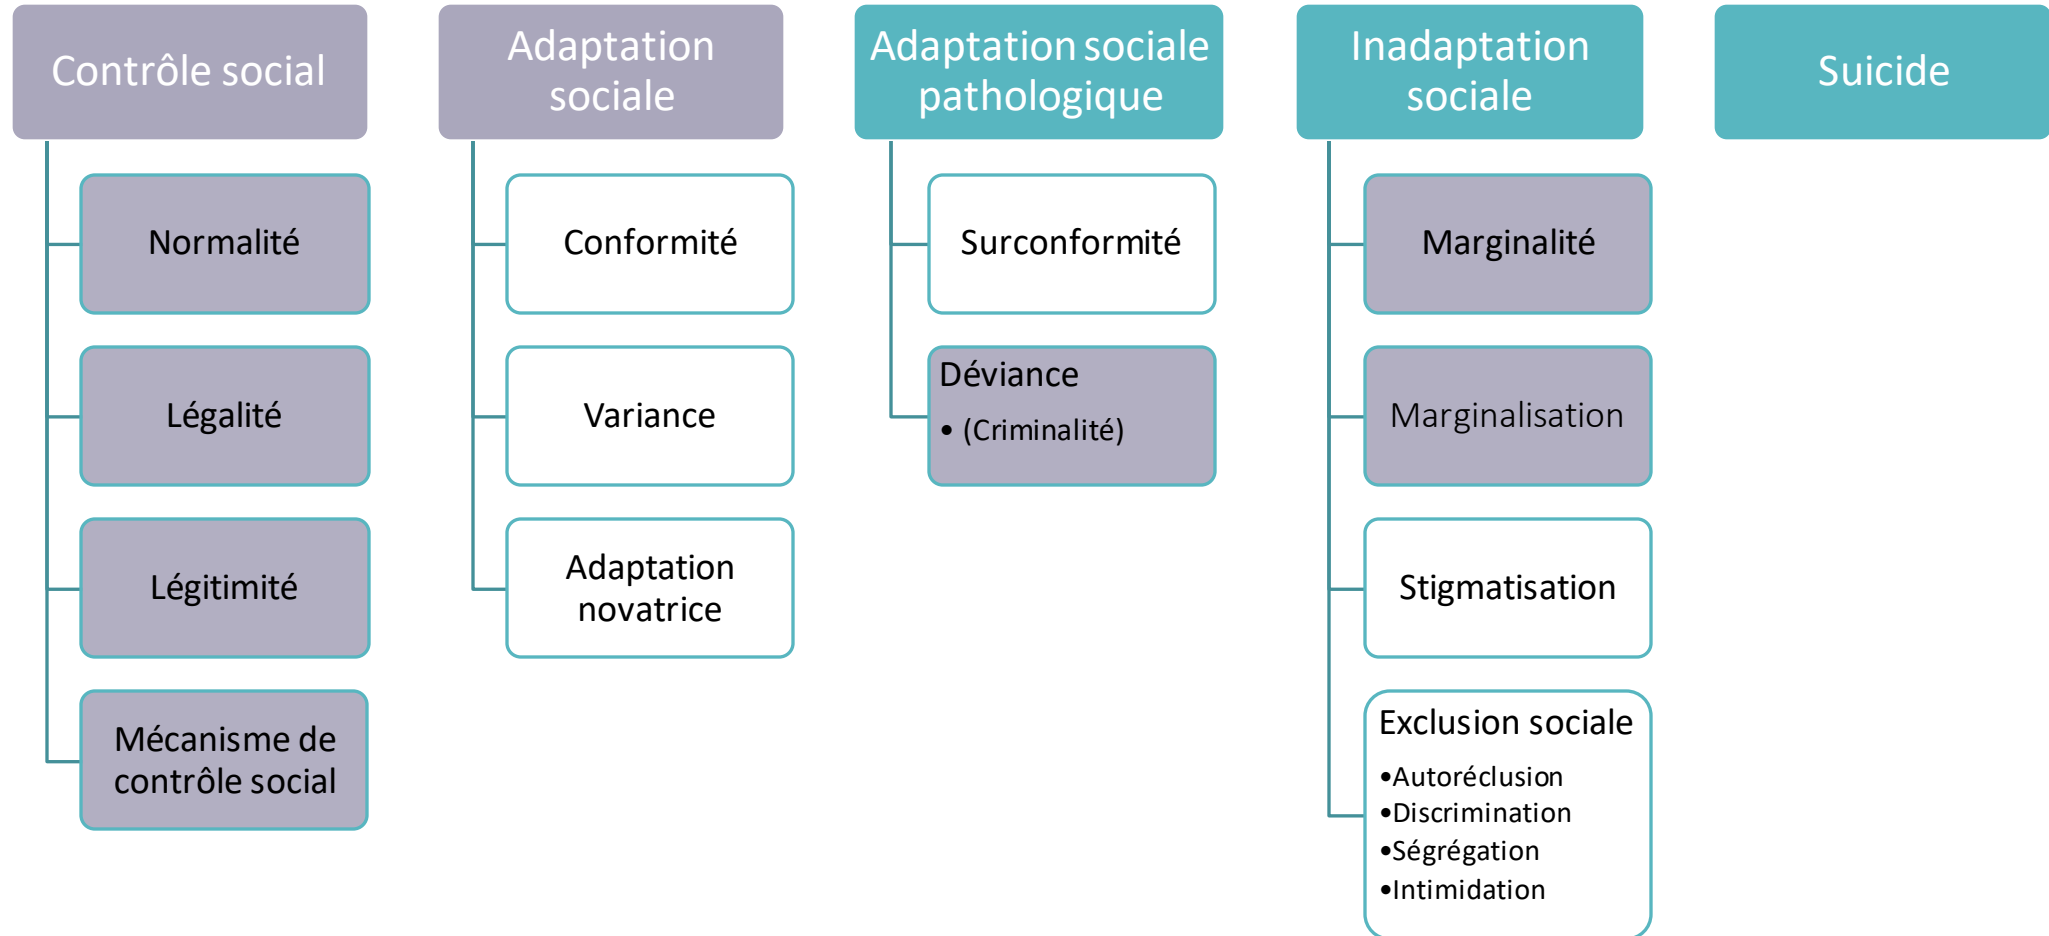 Contrôle social
Normalité
Légalité
Légitimité
Mécanisme de
contrôle social
Adaptation
sociale
Conformité
Variance
Adaptation
novatrice
Adaptation sociale
pathologique
Surconformité
Déviance
• (Criminalité)
Inadaptation
sociale
Marginalité
Marginalisation
Stigmatisation
Exclusion sociale
•Autoréclusion
•Discrimination
•Ségrégation
•Intimidation
Suicide